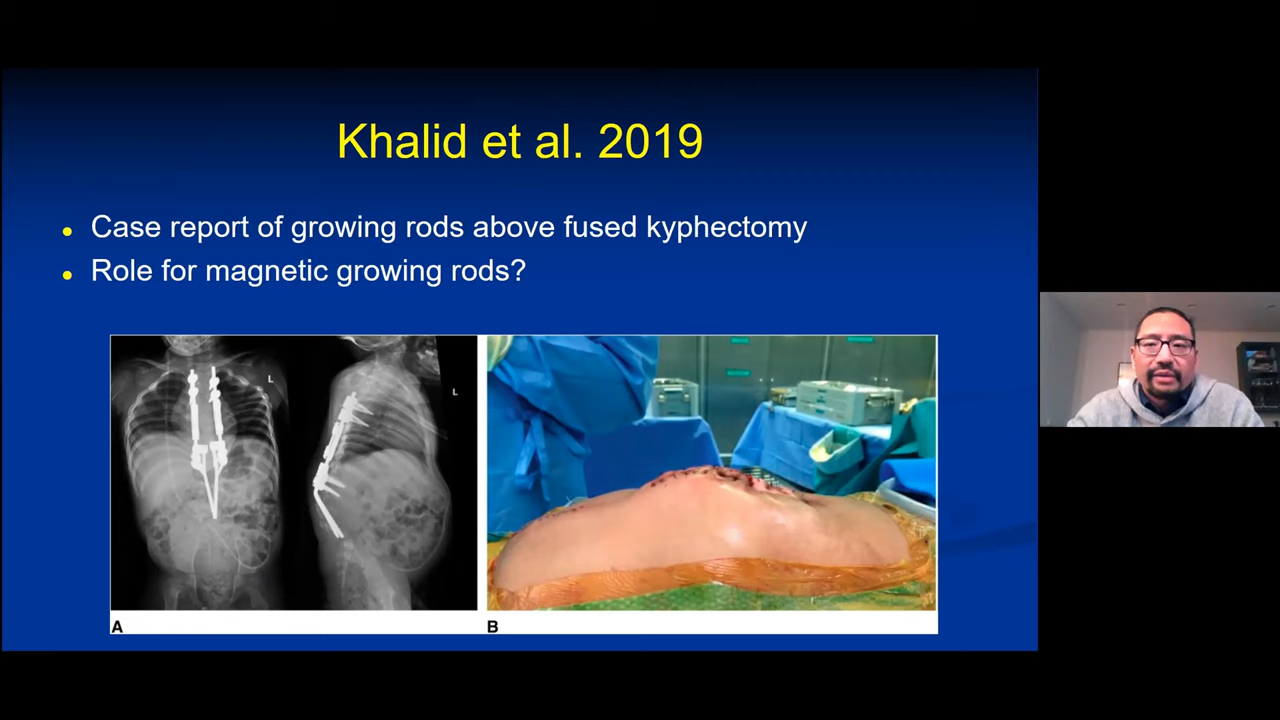 Khalid et al. 2019
Case report of growing rods above fused kyphectomy
Role for magnetic growing rods?
L
L
A
B